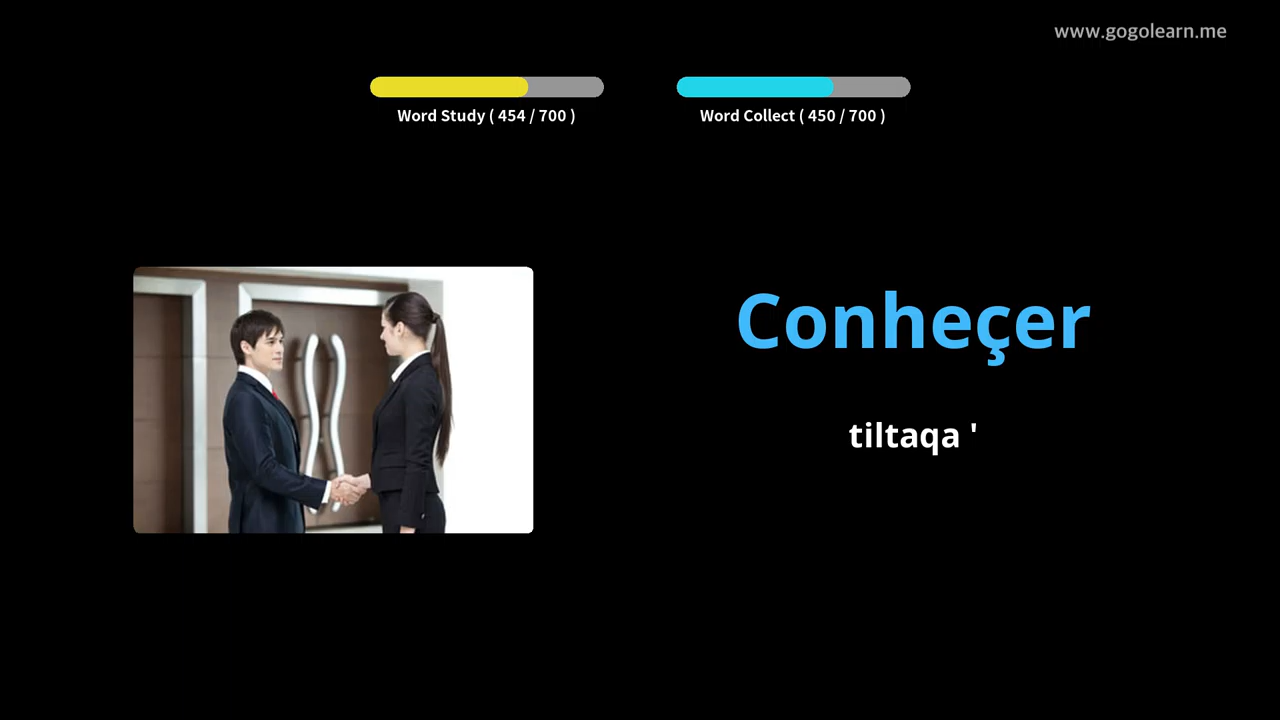 www.gogolearn.me
Word Study ( 454 / 700 )
Word Collect ( 450 / 700 )
Conheçer
tiltaqa '